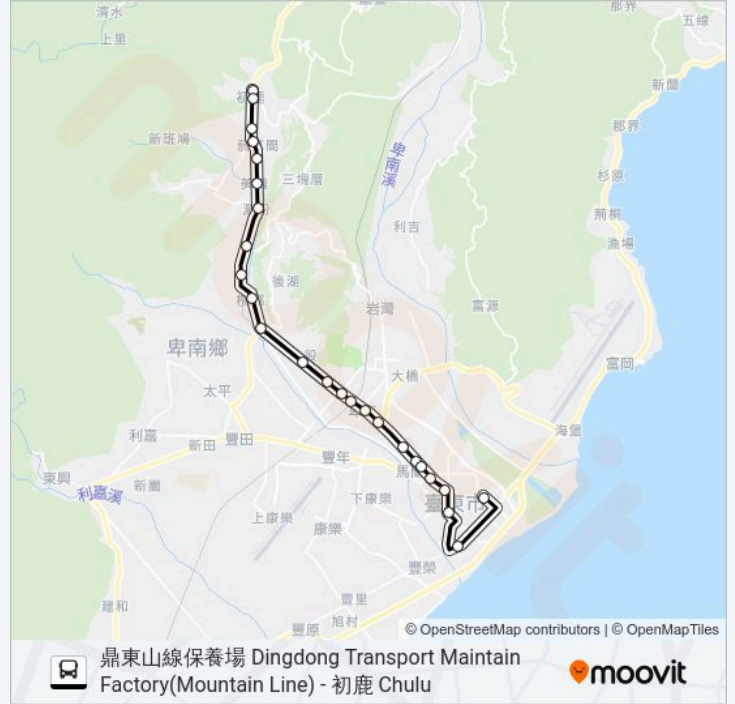 清水
郡界
五線
上里
新蘭
郡界
新班鳩
三塊厝
卑南溪
杉原
荊桐
利吉
漁場
後湖
岩灣
富源
卑南鄉
富岡
大橋
太平
海堡
利嘉
新田
豐田
豐年
東興
利嘉溪
新園
下康樂
臺東市
上康樂
康樂
豐榮
建和
豐里
旭村
豐原
© OpenStreetMap contributors | © OpenMapTiles
鼎東山線保養場 Dingdong Transport Maintain
Factory(Mountain Line) - 初鹿 Chulu
moovit